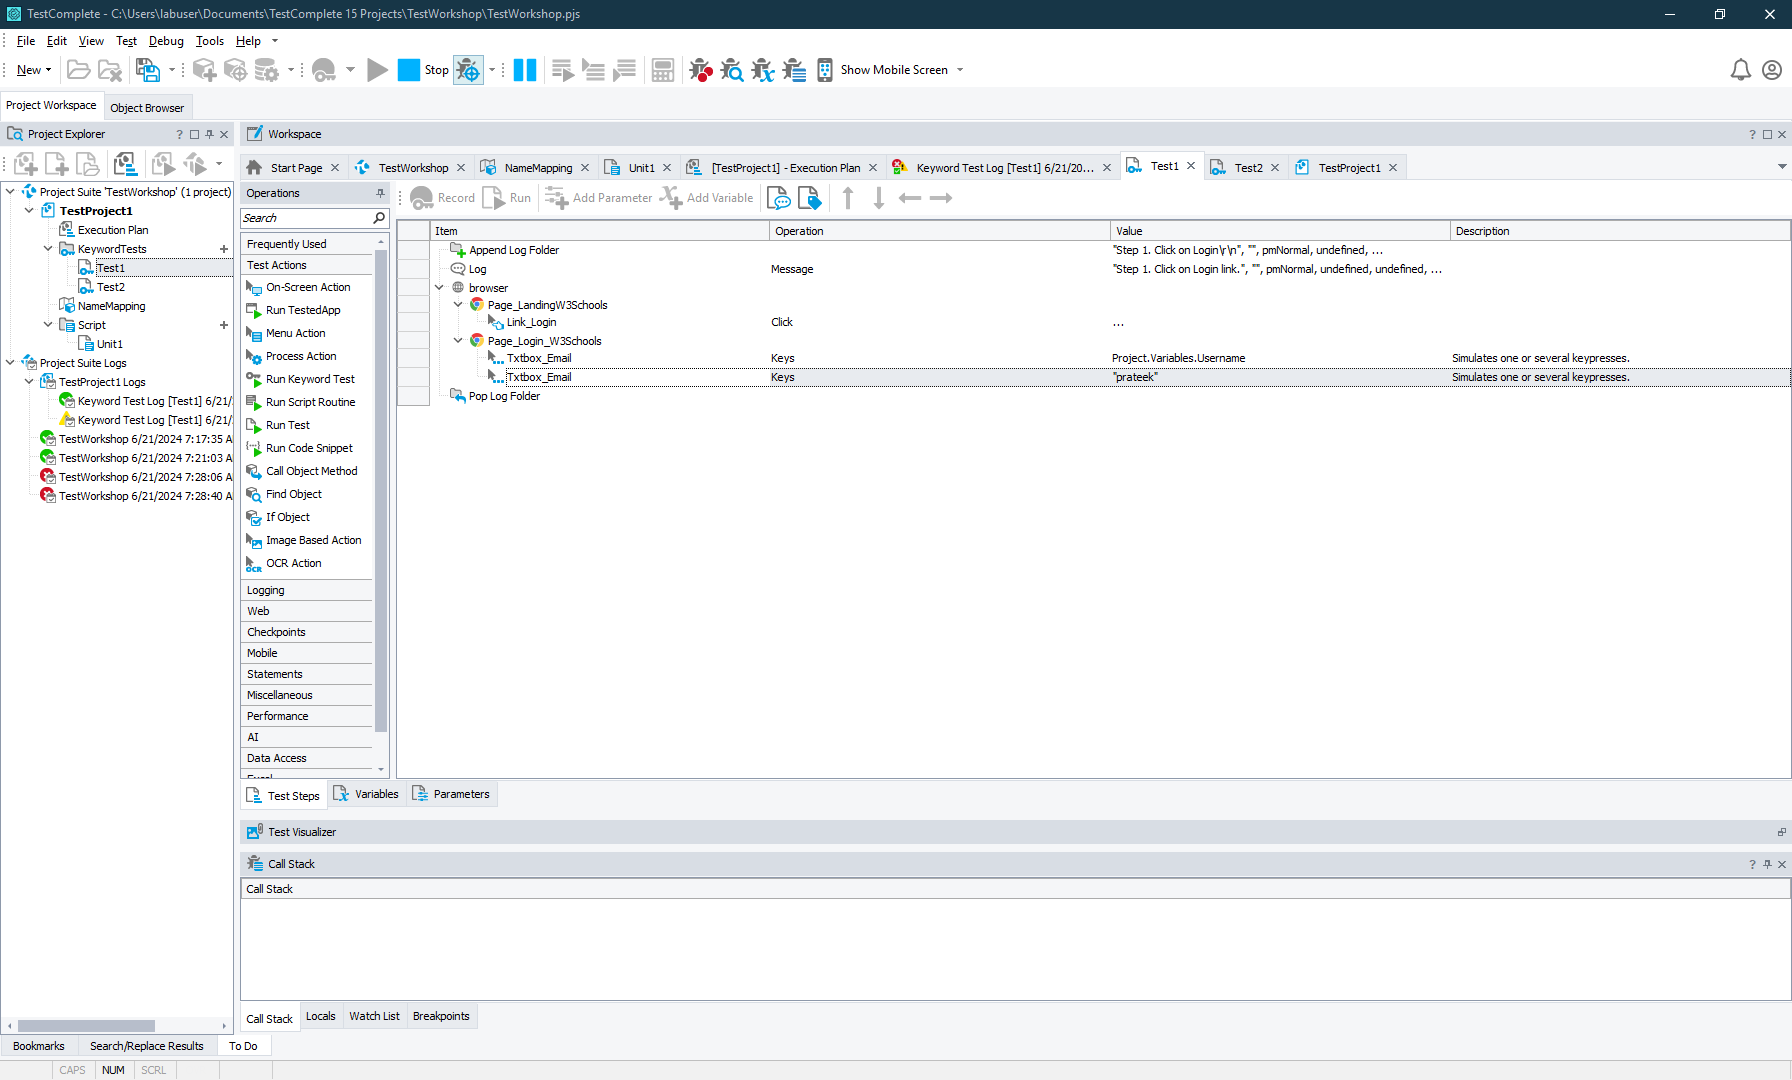 TestComplete - C:\Users\labuser\Documents\TestComplete 15 Projects\TestWorkshop\TestWorkshop.pjs
File Edit View Test Debug Tools Help
New Stop Show Mobile Screen
Project Workspace Object Browser
Project Explorer
Workspace
Start Page TestWorkshop NameMapping Unit1 [TestProject1] - Execution Plan Keyword Test Log [Test1] 6/21/20... Test1 Test2 TestProject1
Project Suite 'TestWorkshop' (1 project)
TestProject1
Execution Plan
KeywordTests
Test1
Test2
NameMapping
Script
Unit1
Project Suite Logs
TestProject1 Logs
Keyword Test Log [Test1] 6/21/
Keyword Test Log [Test1] 6/21/
TestWorkshop 6/21/2024 7:17:35 A
TestWorkshop 6/21/2024 7:21:03 A
TestWorkshop 6/21/2024 7:28:06 A
TestWorkshop 6/21/2024 7:28:40 A
Operations
Search
Frequently Used
Test Actions
On-Screen Action
Run TestedApp
Menu Action
Process Action
Run Keyword Test
Run Script Routine
Run Test
Run Code Snippet
Call Object Method
Find Object
If Object
Image Based Action
OCR Action
Logging
Web
Checkpoints
Mobile
Statements
Miscellaneous
Performance
AI
Data Access
Record Run Add Parameter Add Variable
Item Operation Value Description
Append Log Folder "Step 1. Click on Login\r\n", "", pmNormal, undefined, ...
Log Message "Step 1. Click on Login link.", "", pmNormal, undefined, undefined, ...
browser
Page_LandingW3Schools
Link_Login Click ...
Page_Login_W3Schools
Txtbox_Email Keys Project.Variables.Username Simulates one or several keypresses.
Txtbox_Email Keys "prateek" Simulates one or several keypresses.
Pop Log Folder
Test Steps Variables Parameters
Test Visualizer
Call Stack
Call Stack
Call Stack Locals Watch List Breakpoints
Bookmarks Search/Replace Results To Do
CAPS NUM SCRL